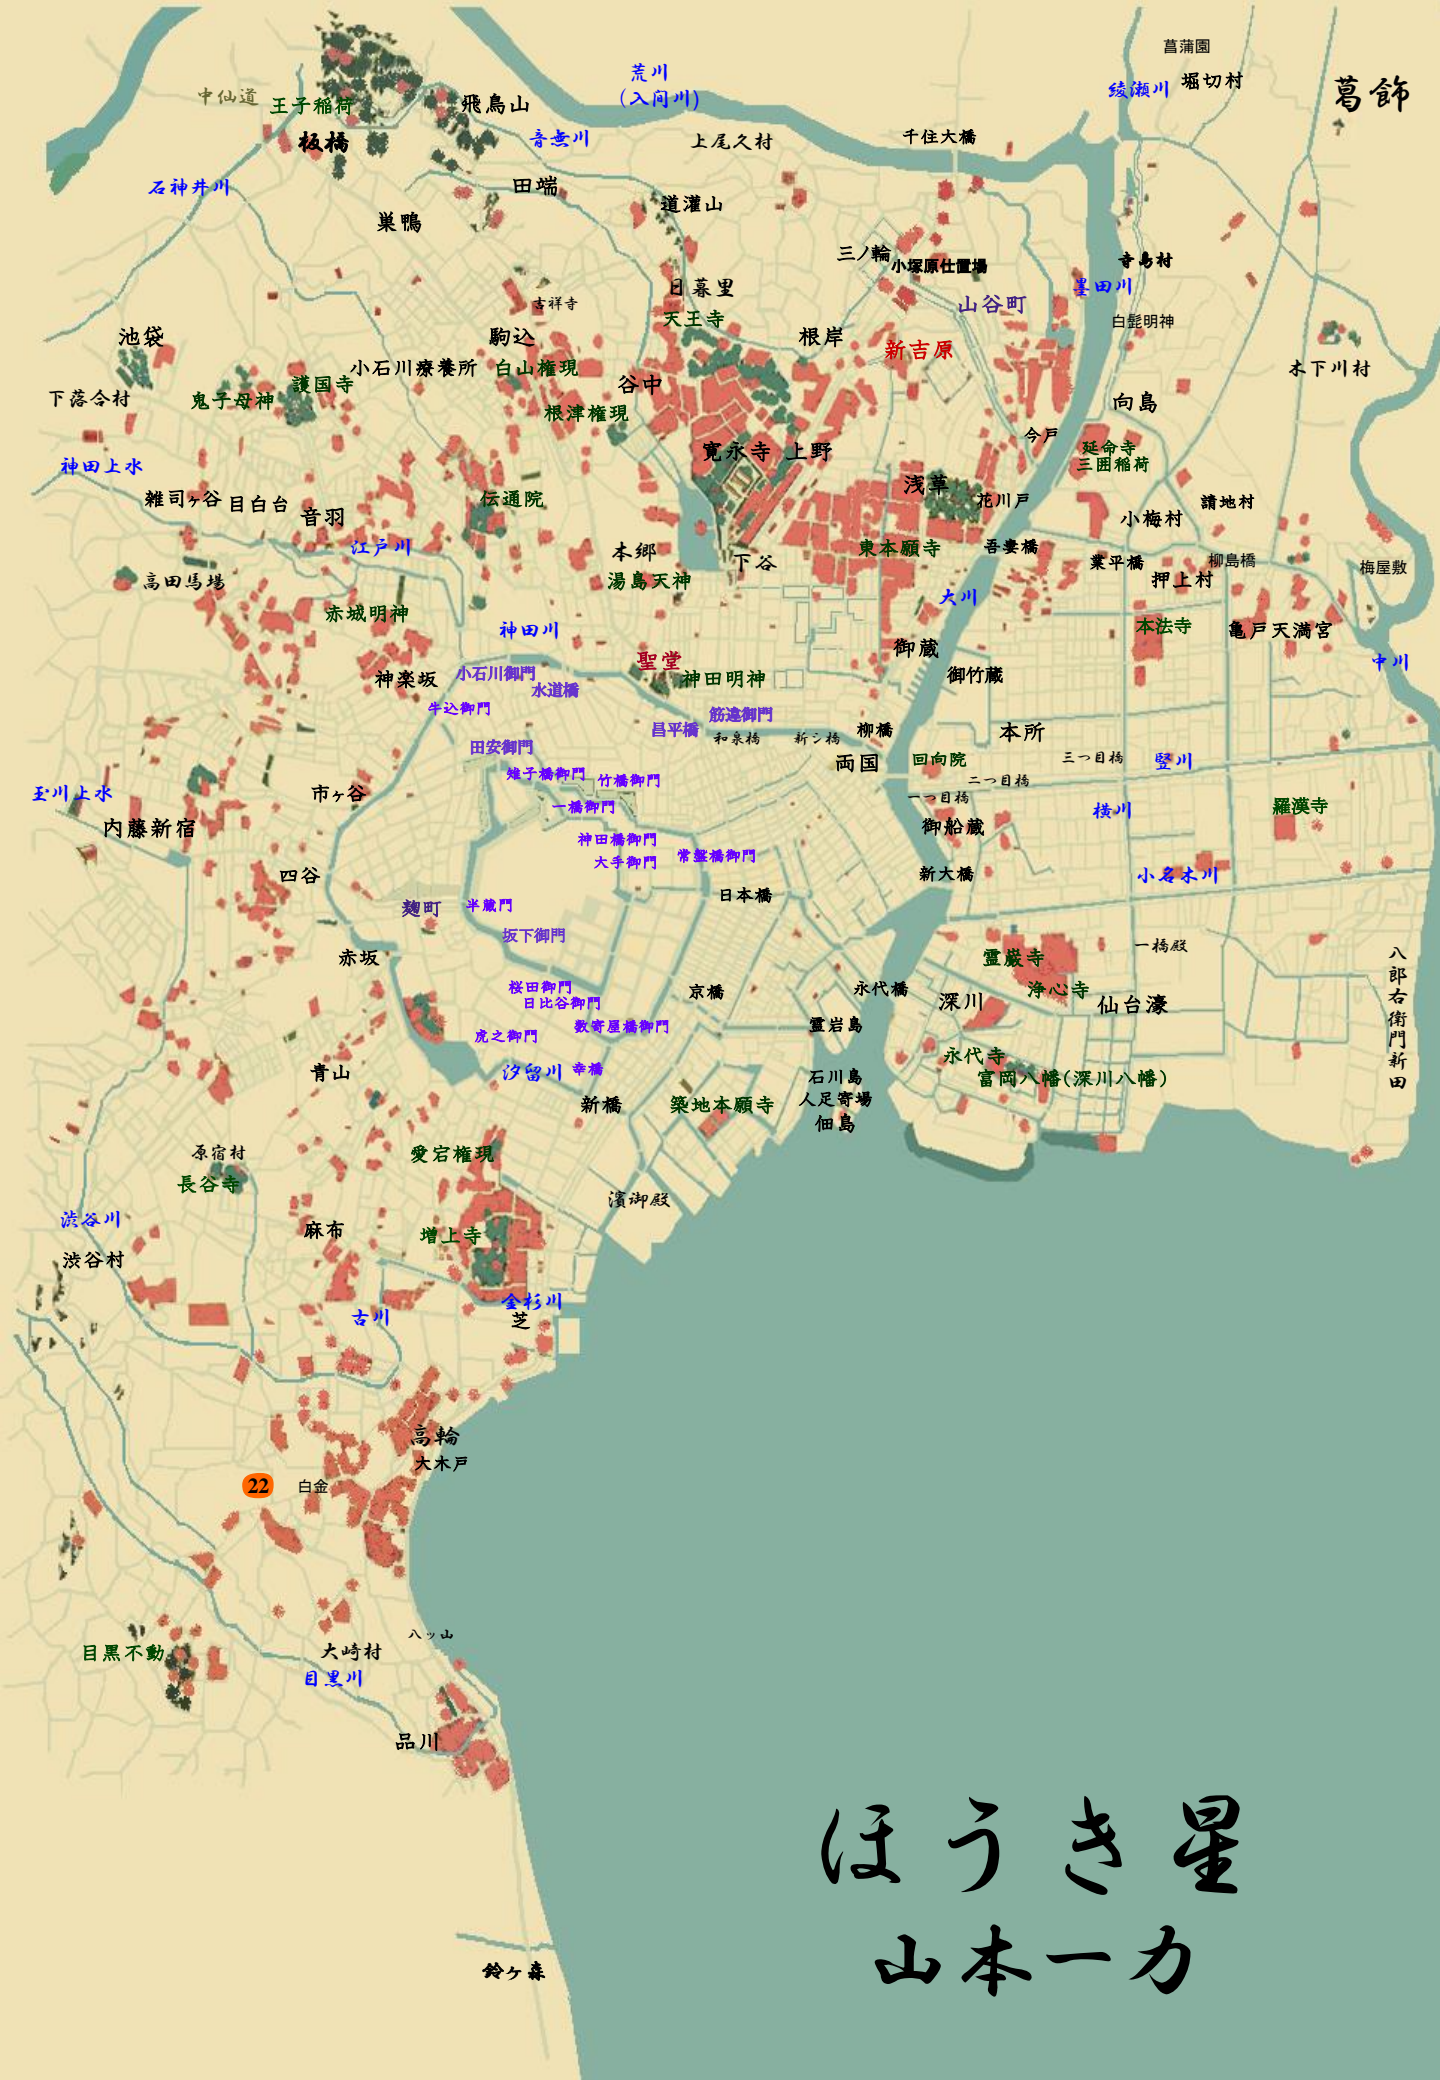 菖蒲園
荒川
(入间川)
綾瀬川
堀切村
葛飾
中仙道
王子稲荷
飛鳥山
板橋
音無川
上尾久村
千住大橋
石神井川
田端
道灌山
巣鴨
三ノ輪
小塚原仕置場
寺島村
日暮里
墨田川
吉祥寺
山谷町
天王寺
白髭明神
池袋
駒込
根岸
新吉原
小石川療養所
白山権現
木下川村
護国寺
谷中
下落合村
鬼子母神
根津権現
向島
今戸
延命寺
寛永寺
上野
三囲稲荷
神田上水
浅草
雑司ヶ谷
目白台
伝通院
花川戸
請地村
音羽
小梅村
江戸川
本郷
下谷
東本願寺
吾妻橋
業平橋
柳島橋
梅屋敷
高田馬場
湯島天神
押上村
大川
赤城明神
神田川
本法寺
亀戸天満宮
御蔵
聖堂
中川
神楽坂
小石川御門
神田明神
御竹蔵
水道橋
牛込御門
筋違御門
昌平橋
和泉橋
新シ橋
柳橋
本所
田安御門
両国
回向院
三つ目橋
竪川
雉子橋御門
竹橋御門
二つ目橋
玉川上水
市ヶ谷
一橋御門
一つ目橋
横川
羅漢寺
内藤新宿
神田橋御門
御船蔵
大手御門
常盤橋御門
四谷
日本橋
新大橋
小名木川
麹町
半蔵門
坂下御門
一橋殿
赤坂
霊巌寺
八郎右衛門新田
桜田御門
京橋
永代橋
浄心寺
日比谷御門
深川
仙台濠
数寄屋橋御門
霊岩島
虎之御門
永代寺
青山
汐留川
幸橋
石川島
富岡八幡(深川八幡)
新橋
築地本願寺
人足寄場
佃島
原宿村
愛宕権現
長谷寺
濱御殿
渋谷川
麻布
増上寺
渋谷村
金杉川
古川
芝
高輪
大木戸
22
白金
八ッ山
目黒不動
大崎村
目黒川
品川
ほうき星
山本一力
鈴ヶ森